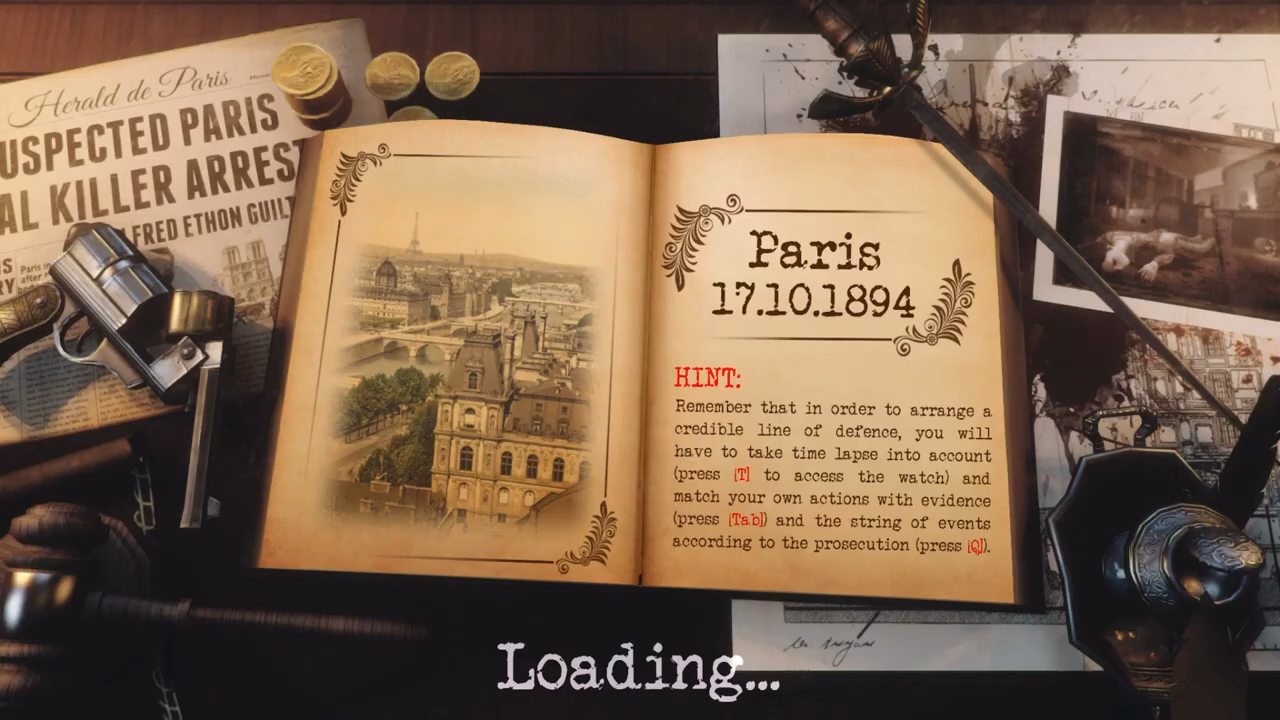 Herald de Paris
USPECTED PARIS
AL KILLER ARREST
LFRED ETHON GUILT
Paris
17.10.1894
HINT:
Remember that in order to arrange a
credible line of defence, you will
have to take time lapse into account
(press [T] to access the watch) and
match your own actions with evidence
(press [Tab]) and the string of events
according to the prosecution (press [Q]).
Loading...